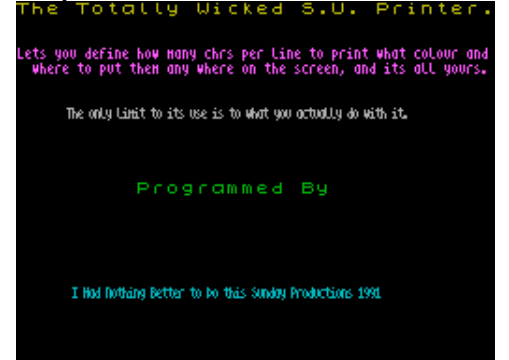 The Totally Wicked S.U. Printer.
Lets you define how many chrs per line to print what colour and
where to put them any where on the screen, and its all yours.
The only limit to its use is to what you actually do with it.
Programmed By
I Had Nothing Better to Do this Sunday Productions 1991